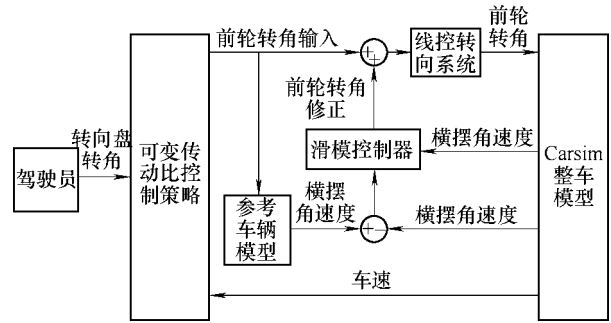 前轮转角输入
前轮
转角
线控转
向系统
前轮转角
修正
转向盘
转角
驾驶员
可变传
动比控
制策略
滑模控制器
横摆角速度
Carsim
整车
模型
参考
车辆
模型
横摆
角速度
横摆角速度
车速